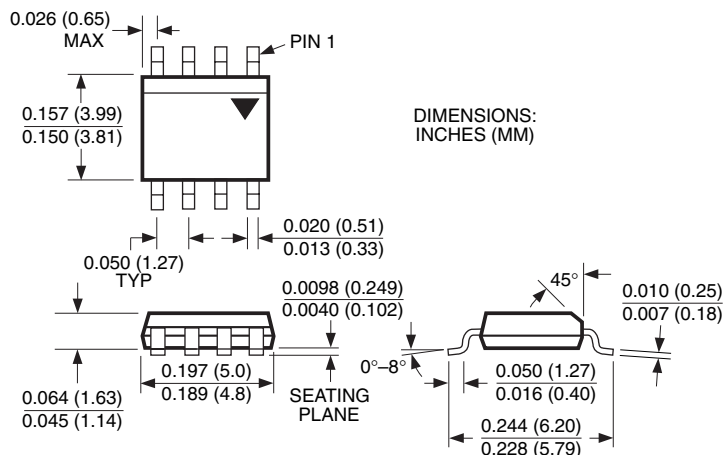 0.026 (0.65)
MAX
PIN 1
0.157 (3.99)
0.150 (3.81)
DIMENSIONS:
INCHES (MM)
0.020 (0.51)
0.013 (0.33)
0.050 (1.27)
TYP
0.0098 (0.249)
0.0040 (0.102)
45°
0.010 (0.25)
0.007 (0.18)
0°–8°
0.064 (1.63)
0.045 (1.14)
0.197 (5.0)
0.189 (4.8)
SEATING
PLANE
0.050 (1.27)
0.016 (0.40)
0.244 (6.20)
0.228 (5.79)